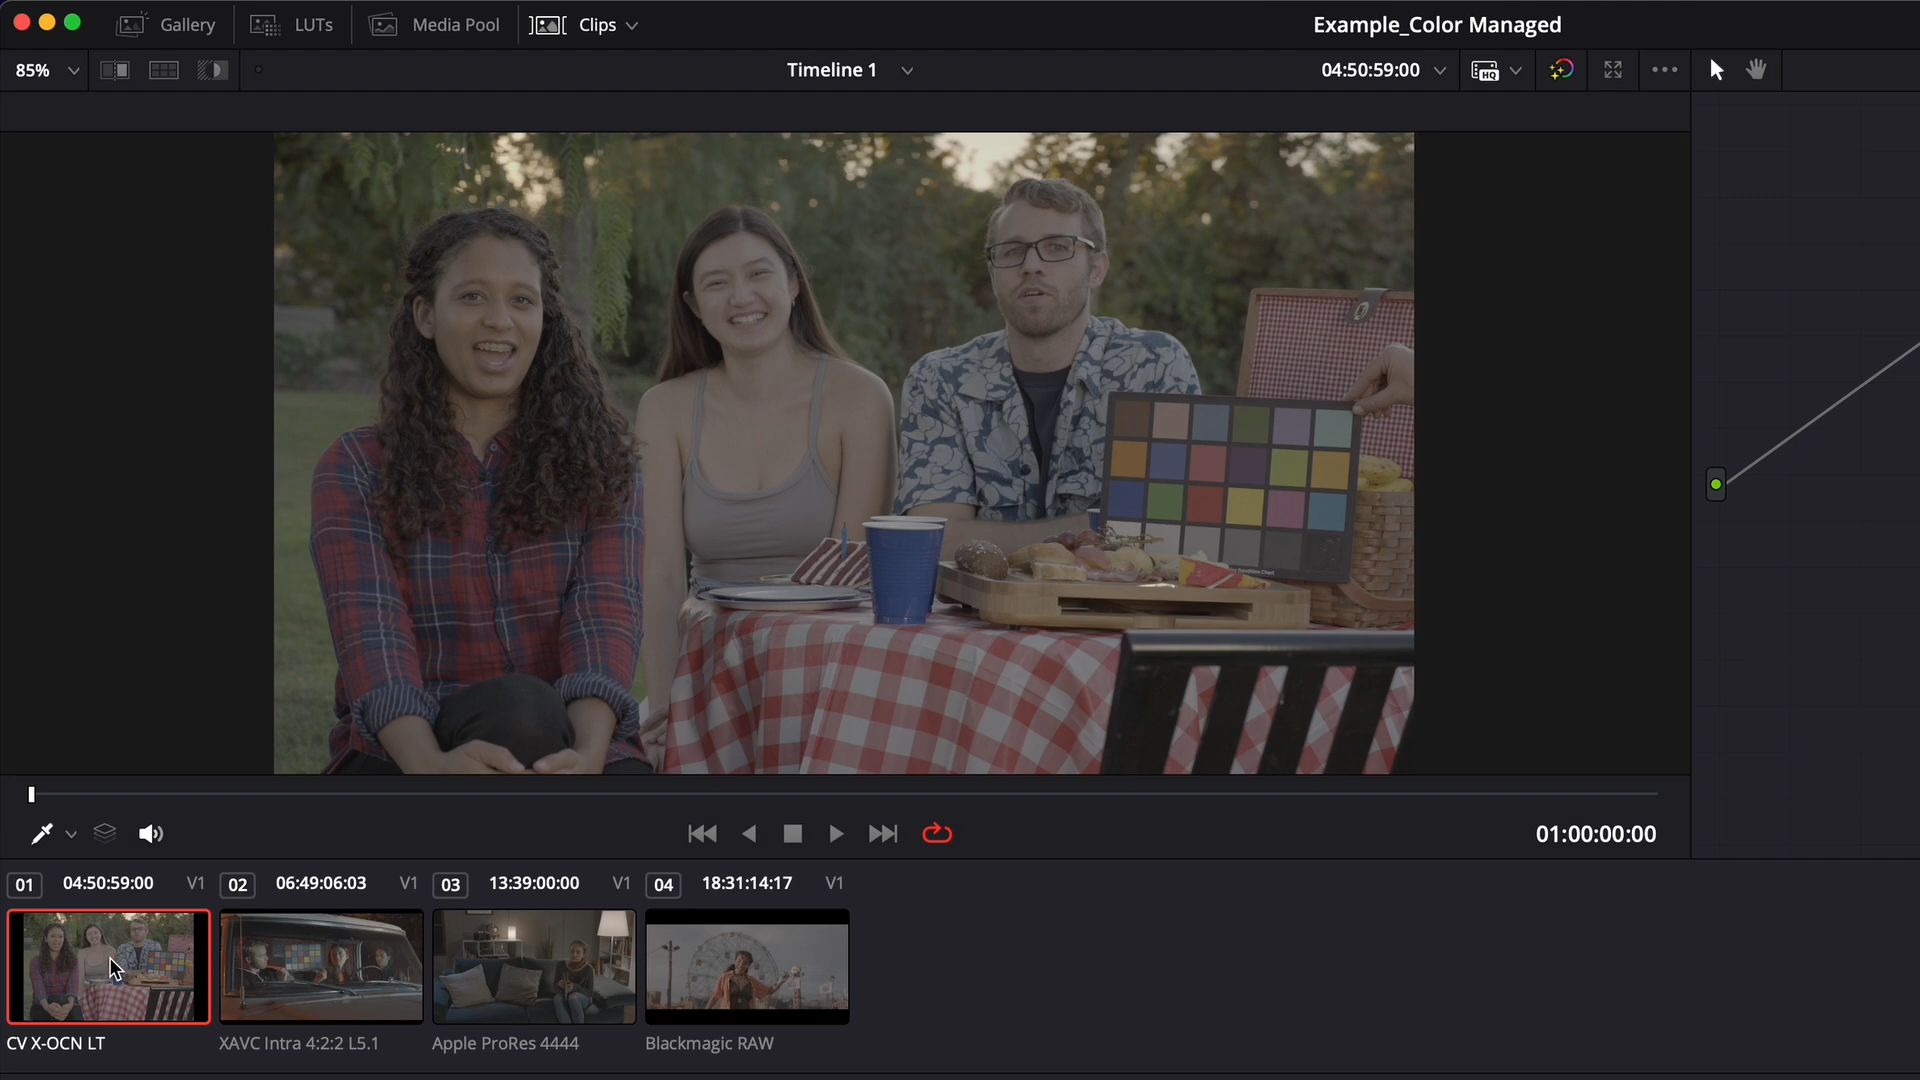 Gallery LUTs Media Pool Clips Example_Color Managed
85% Timeline 1 04:50:59:00 HQ
01:00:00:00
01 04:50:59:00 V1 02 06:49:06:03 V1 03 13:39:00:00 V1 04 18:31:14:17 V1
CV X-OCN LT XAVC Intra 4:2:2 L5.1 Apple ProRes 4444 Blackmagic RAW